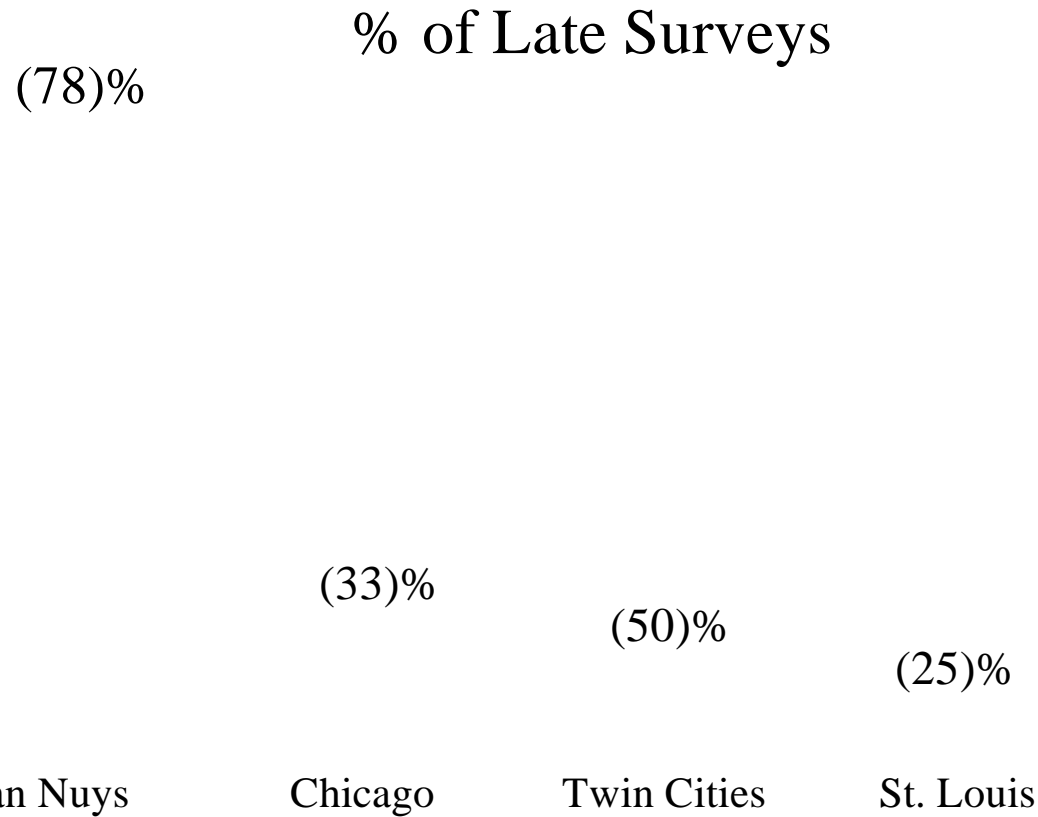 % of Late Surveys
(78)%
(33)%
(50)%
(25)%
an Nuys Chicago Twin Cities St. Louis